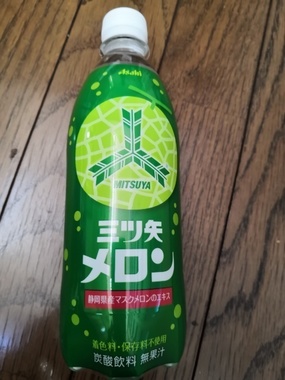 Asahi
MITSUYA
三ツ矢
メロン
静岡県産マスクメロンのエキス
着色料・保存料不使用
炭酸飲料 無果汁